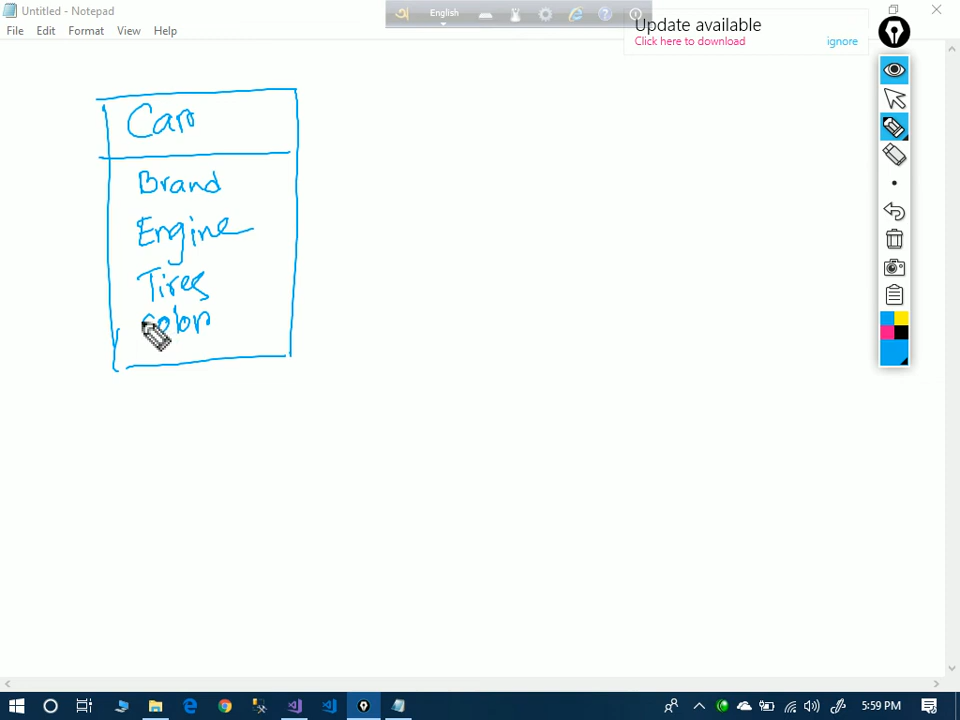 Untitled - Notepad
English
Update available
Click here to download
ignore
File Edit Format View Help
Car
Brand
Engine
Tires
color
5:59 PM